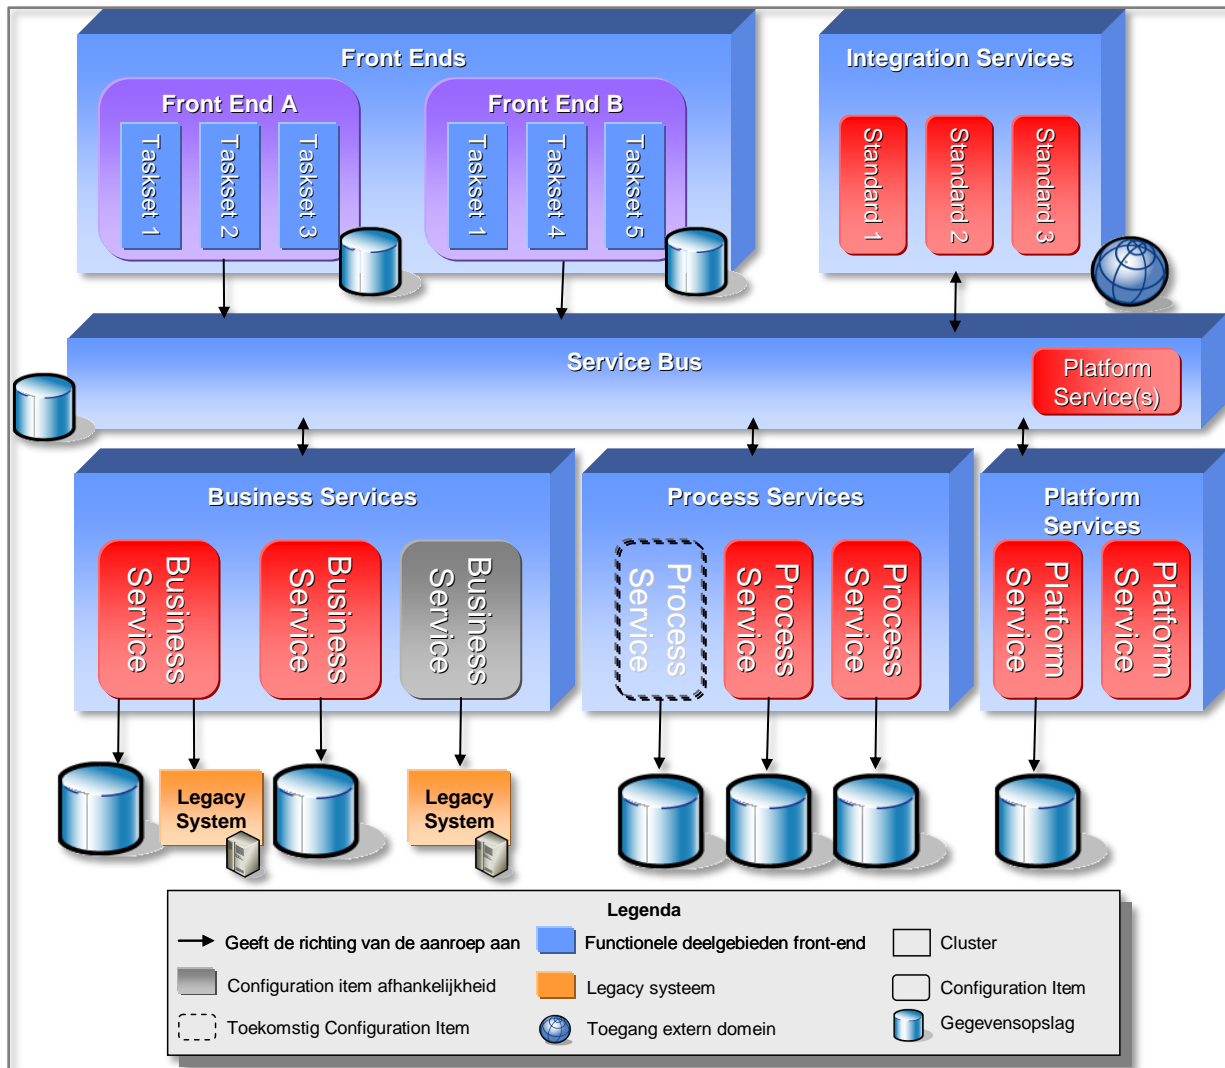 Front Ends
Integration Services
Front End A
Front End B
Taskset 1
Taskset 2
Taskset 3
Taskset 1
Taskset 4
Taskset 5
Standard 1
Standard 2
Standard 3
Service Bus
Platform
Service(s)
Business Services
Process Services
Platform
Services
Business
Service
Business
Service
Business
Service
Process
Service
Process
Service
Process
Service
Platform
Service
Platform
Service
Legacy
System
Legacy
System
Legenda
Geeft de richting van de aanroep aan
Functionele deelgebieden front-end
Cluster
Configuration item afhankelijkheid
Legacy systeem
Configuration Item
Toekomstig Configuration Item
Toegang extern domein
Gegevensopslag